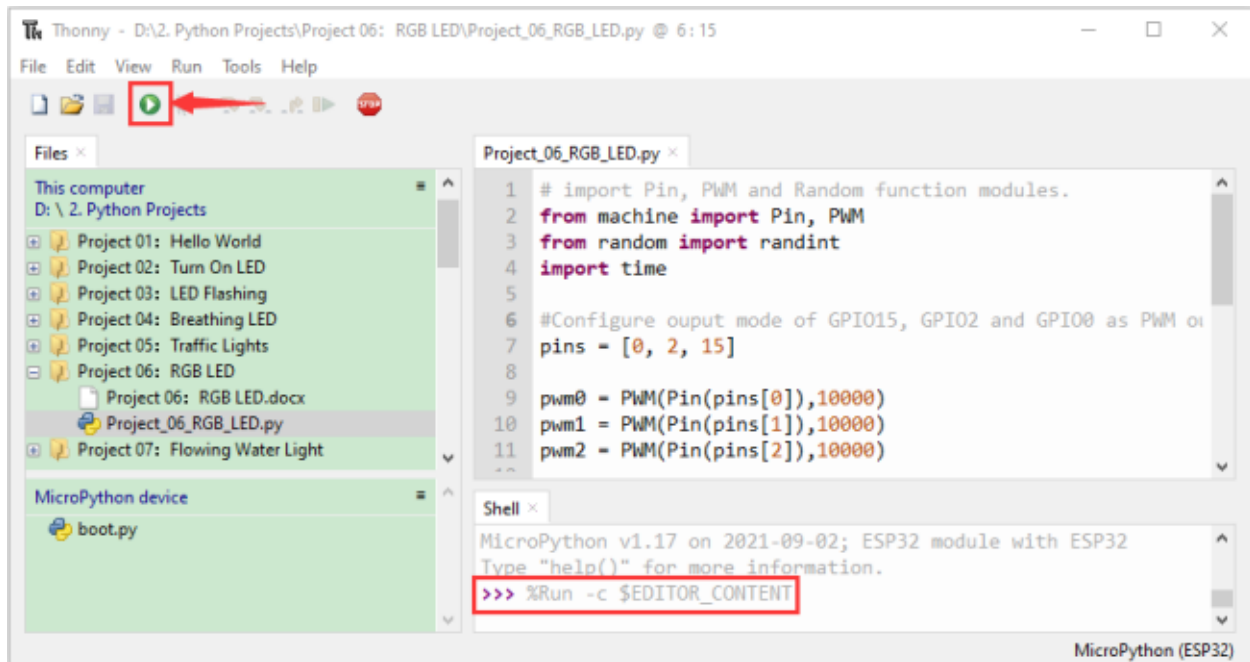 Thonny - D:\2. Python Projects\Project 06: RGB LED\Project_06_RGB_LED.py @ 6:15
File Edit View Run Tools Help
STOP
Files
This computer
D: \ 2. Python Projects
Project 01: Hello World
Project 02: Turn On LED
Project 03: LED Flashing
Project 04: Breathing LED
Project 05: Traffic Lights
Project 06: RGB LED
Project 06: RGB LED.docx
Project_06_RGB_LED.py
Project 07: Flowing Water Light
MicroPython device
boot.py
Project_06_RGB_LED.py
1 # import Pin, PWM and Random function modules.
2 from machine import Pin, PWM
3 from random import randint
4 import time
5
6 #Configure ouput mode of GPIO15, GPIO2 and GPIO0 as PWM
7 pins = [0, 2, 15]
8
9 pwm0 = PWM(Pin(pins[0]),10000)
10 pwm1 = PWM(Pin(pins[1]),10000)
11 pwm2 = PWM(Pin(pins[2]),10000)
Shell
MicroPython v1.17 on 2021-09-02; ESP32 module with ESP32
Type "help()" for more information.
>>> %Run -c $EDITOR_CONTENT
MicroPython (ESP32)